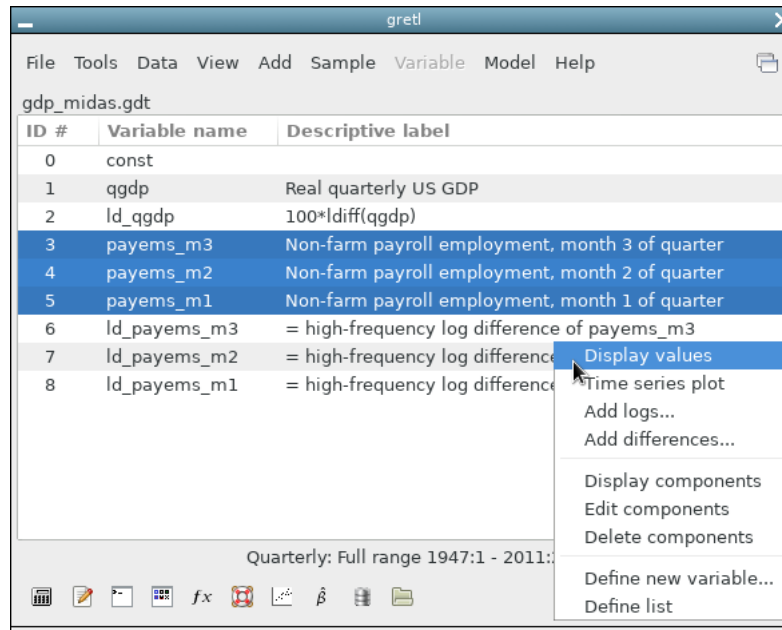 gretl
File Tools Data View Add Sample Variable Model Help
gdp_midas.gdt
ID # Variable name Descriptive label
0 const
1 qgdp Real quarterly US GDP
2 ld_qgdp 100*ldiff(qgdp)
3 payems_m3 Non-farm payroll employment, month 3 of quarter
4 payems_m2 Non-farm payroll employment, month 2 of quarter
5 payems_m1 Non-farm payroll employment, month 1 of quarter
6 ld_payems_m3 = high-frequency log difference of payems_m3
7 ld_payems_m2 = high-frequency log difference
8 ld_payems_m1 = high-frequency log difference
Display values
Time series plot
Add logs...
Add differences...
Display components
Edit components
Delete components
Define new variable...
Define list
Quarterly: Full range 1947:1 - 2011:
fx β̂